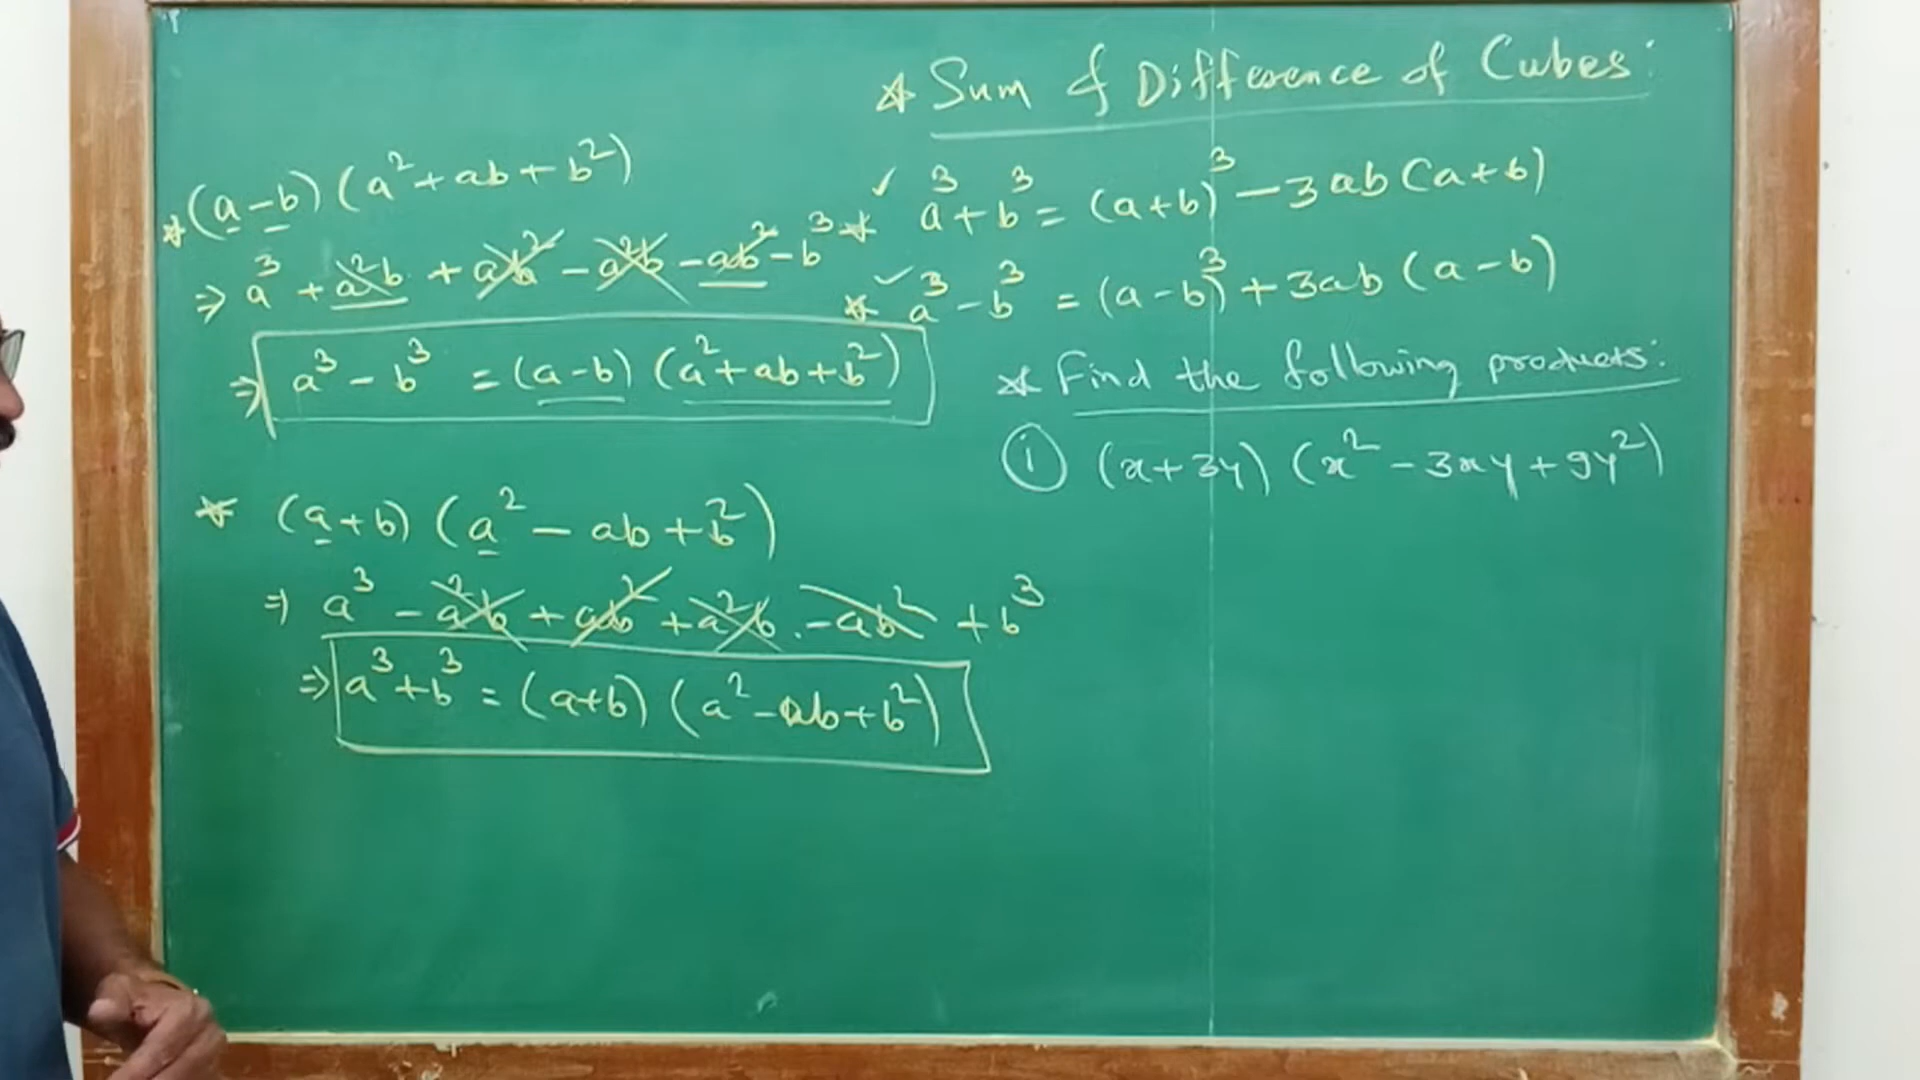 (a-b) (a²+ab+b²)
⇒ a³ + a²b + ab² - a²b - ab² - b³
⇒ a³ - b³ = (a-b) (a²+ab+b²)
(a+b) (a² - ab + b²)
⇒ a³ - a²b + ab² + a²b - ab² + b³
⇒ a³+b³ = (a+b) (a² - ab + b²)
Sum & Difference of Cubes:
✓ a³ + b³ = (a+b)³ - 3ab (a+b)
✓ a³ - b³ = (a-b)³ + 3ab (a-b)
Find the following products:
① (x+3y) (x² - 3xy + 9y²)